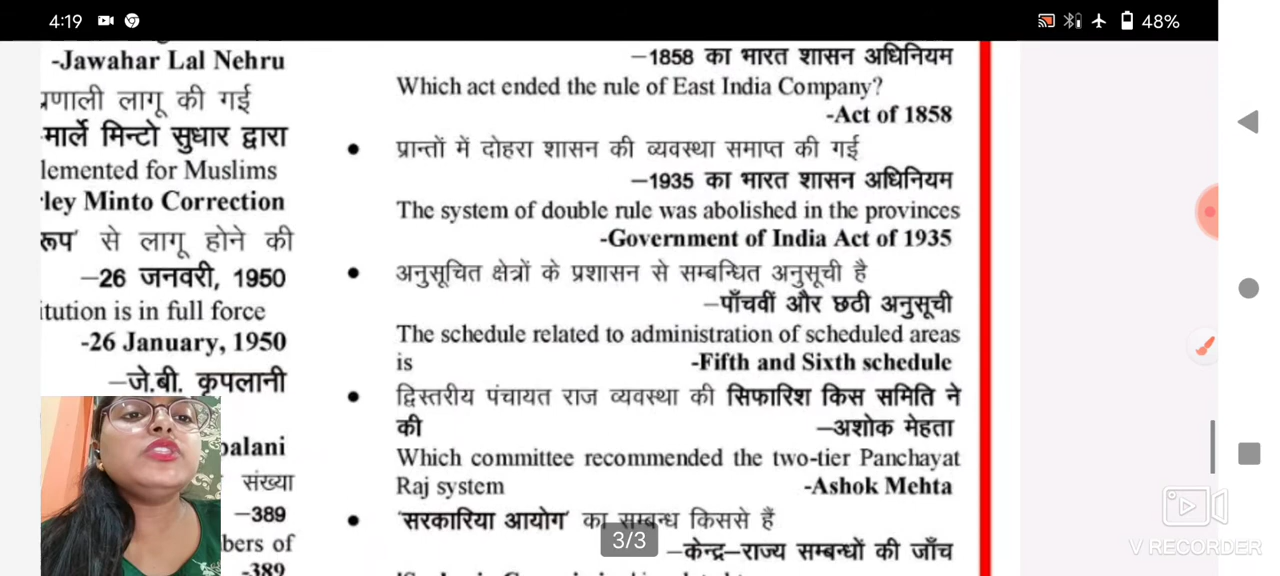 4:19
48%
-Jawahar Lal Nehru
प्रणाली लागू की गई
मार्ले मिन्टो सुधार द्वारा
lemented for Muslims
ley Minto Correction
रूप' से लागू होने की
–26 जनवरी, 1950
itution is in full force
-26 January, 1950
–जे.बी. कृपलानी
palani
संख्या
–389
bers of
-389
–1858 का भारत शासन अधिनियम
Which act ended the rule of East India Company?
-Act of 1858
• प्रान्तों में दोहरा शासन की व्यवस्था समाप्त की गई
–1935 का भारत शासन अधिनियम
The system of double rule was abolished in the provinces
-Government of India Act of 1935
• अनुसूचित क्षेत्रों के प्रशासन से सम्बन्धित अनुसूची है
–पाँचवीं और छठी अनुसूची
The schedule related to administration of scheduled areas
is -Fifth and Sixth schedule
• द्विस्तरीय पंचायत राज व्यवस्था की सिफारिश किस समिति ने
की –अशोक मेहता
Which committee recommended the two-tier Panchayat
Raj system -Ashok Mehta
• 'सरकारिया आयोग' का सम्बन्ध किससे हैं
–केन्द्र–राज्य सम्बन्धों की जाँच
3/3
V RECORDER